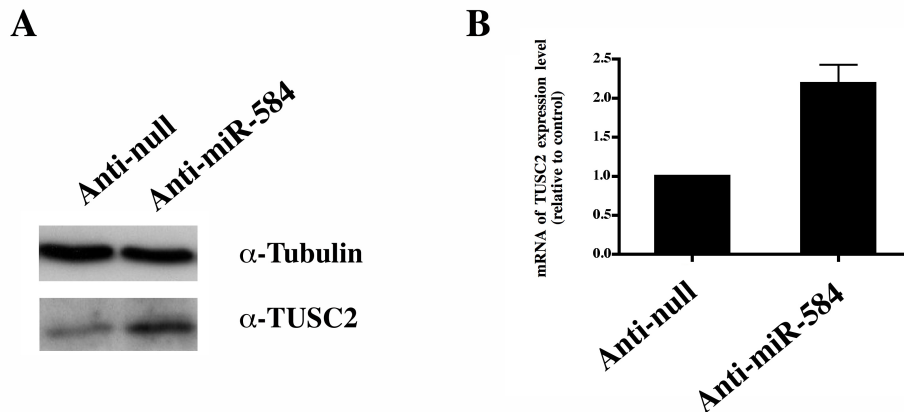 A
Anti-null
Anti-miR-584
α-Tubulin
α-TUSC2
B
mRNA of TUSC2 expression level
(relative to control)
2.5
2.0
1.5
1.0
0.5
0.0
Anti-null
Anti-miR-584